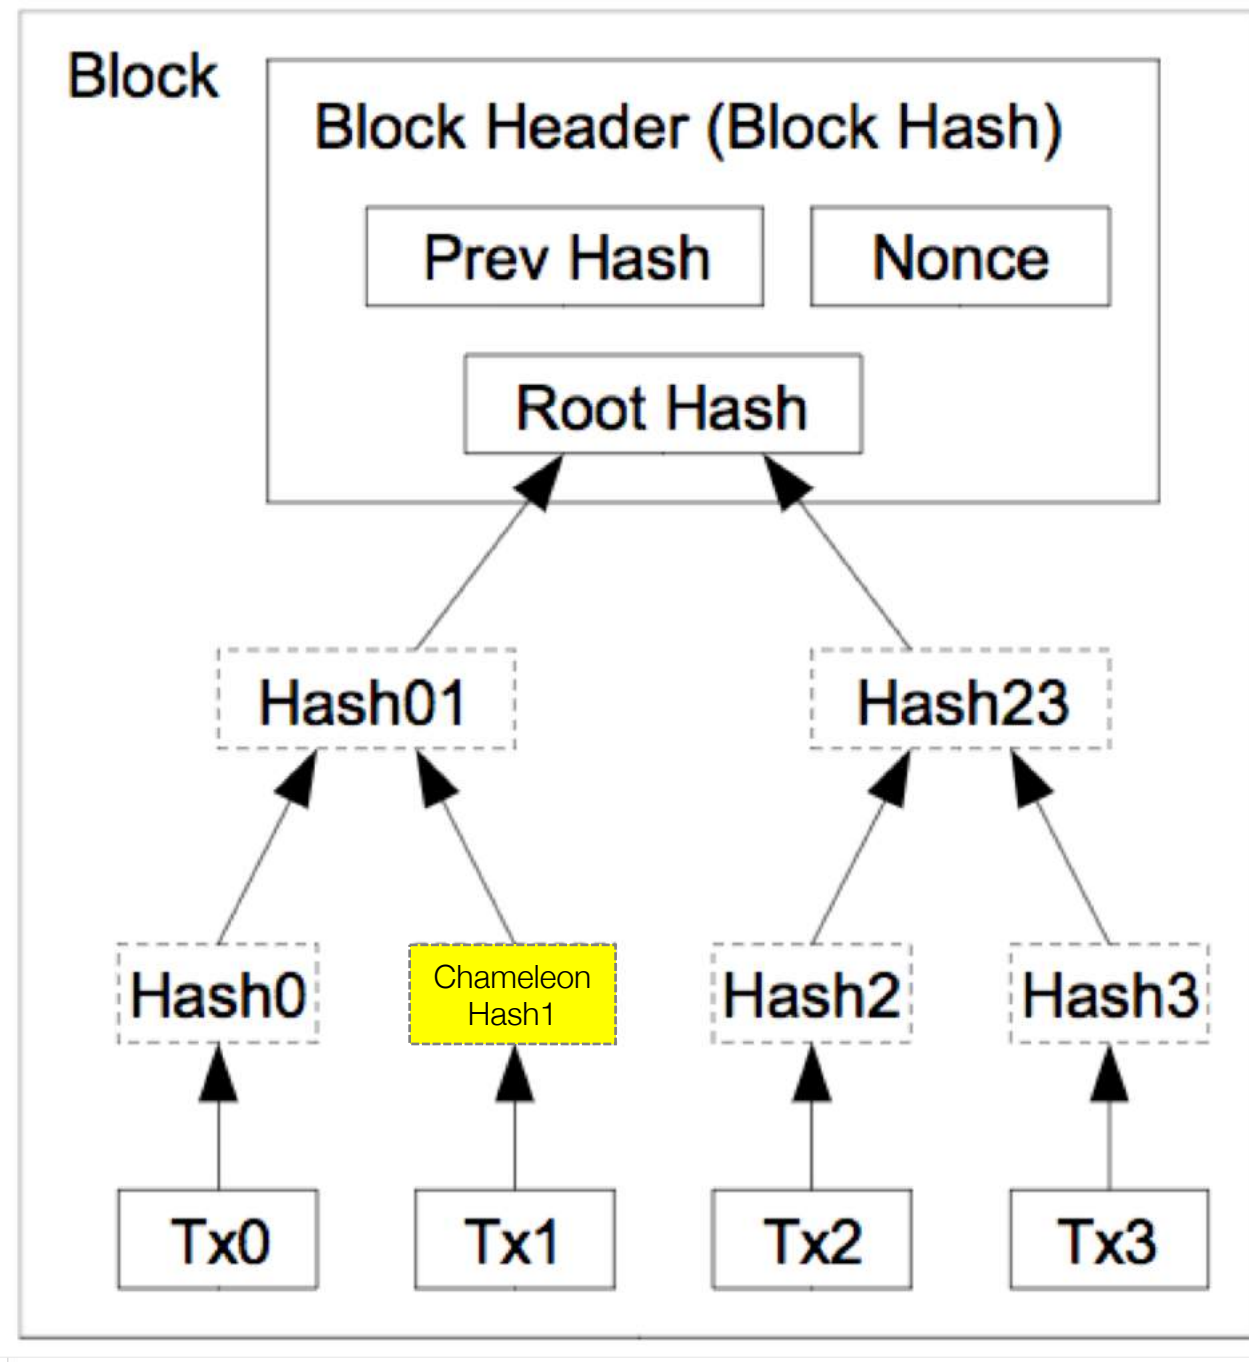 Block
Block Header (Block Hash)
Prev Hash
Nonce
Root Hash
Hash01
Hash23
Hash0
Chameleon
Hash1
Hash2
Hash3
Tx0
Tx1
Tx2
Tx3